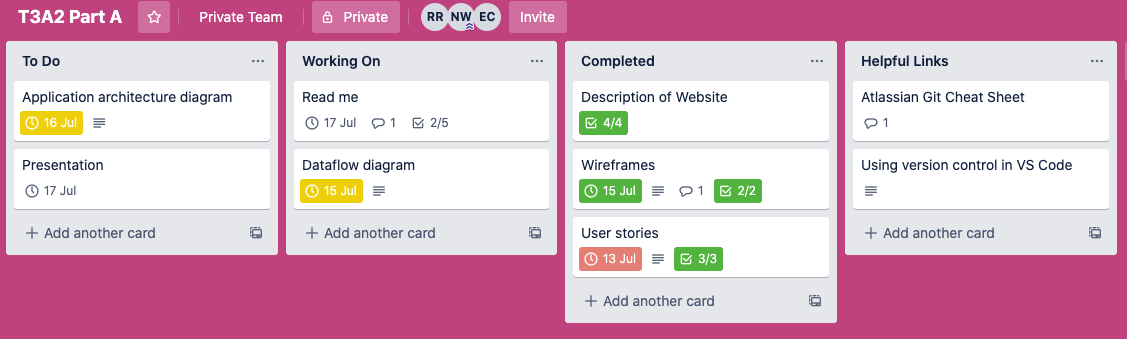 T3A2 Part A
Private Team
Private
RR NW EC
Invite
To Do
Application architecture diagram
16 Jul
Presentation
17 Jul
Add another card
Working On
Read me
17 Jul 1 2/5
Dataflow diagram
15 Jul
Add another card
Completed
Description of Website
4/4
Wireframes
15 Jul 1 2/2
User stories
13 Jul 3/3
Add another card
Helpful Links
Atlassian Git Cheat Sheet
1
Using version control in VS Code
Add another card